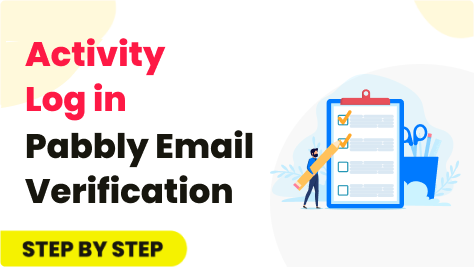 Activity
Log in
Pabbly Email
Verification
STEP BY STEP